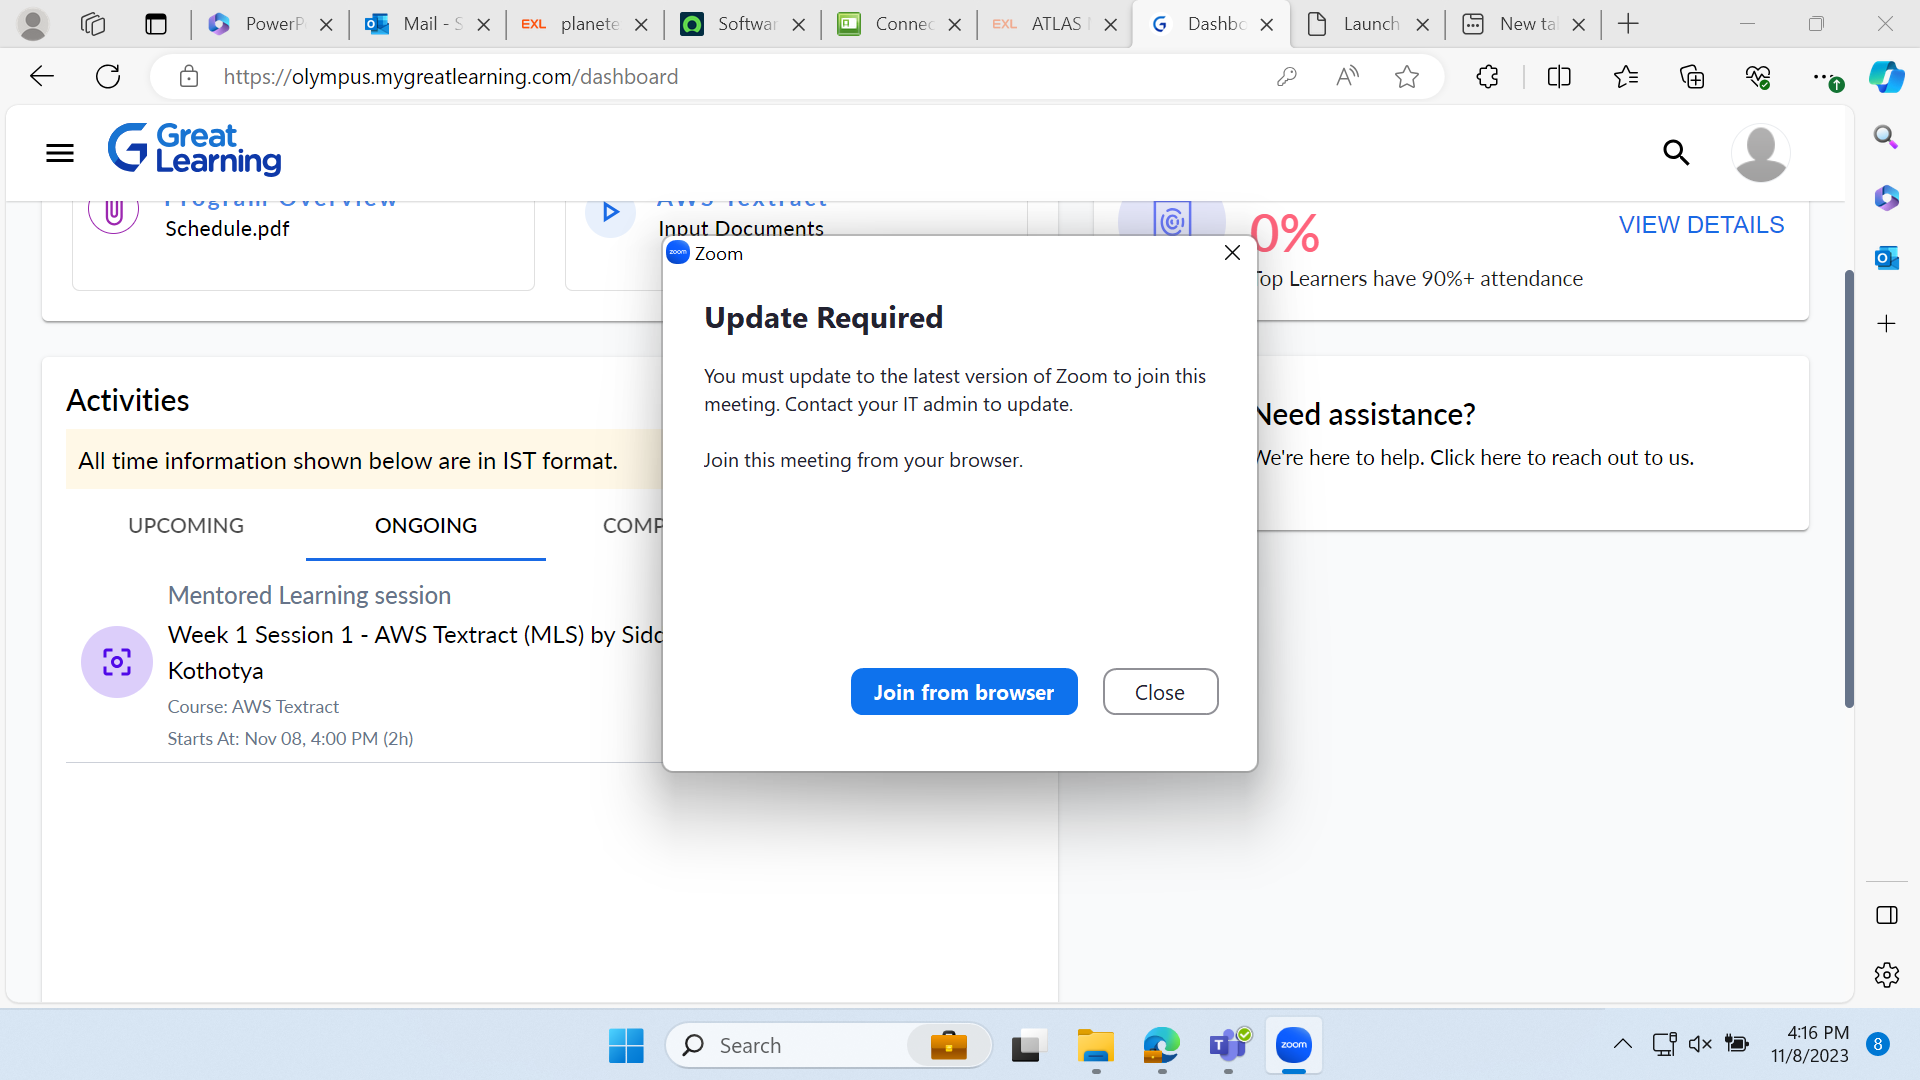 PowerP
Mail - S
EXL planete
Softwar
Connec
EXL ATLAS
Dashbo
Launch
New ta
https://olympus.mygreatlearning.com/dashboard
Great
Learning
Program Overview
Schedule.pdf
AWS Textract
Input Documents
0%
VIEW DETAILS
Top Learners have 90%+ attendance
zoom Zoom
Update Required
You must update to the latest version of Zoom to join this
meeting. Contact your IT admin to update.
Join this meeting from your browser.
Join from browser
Close
Activities
All time information shown below are in IST format.
UPCOMING
ONGOING
COMP
Need assistance?
We're here to help. Click here to reach out to us.
Mentored Learning session
Week 1 Session 1 - AWS Textract (MLS) by Sidd
Kothotya
Course: AWS Textract
Starts At: Nov 08, 4:00 PM (2h)
Search
zoom
4:16 PM
11/8/2023
8